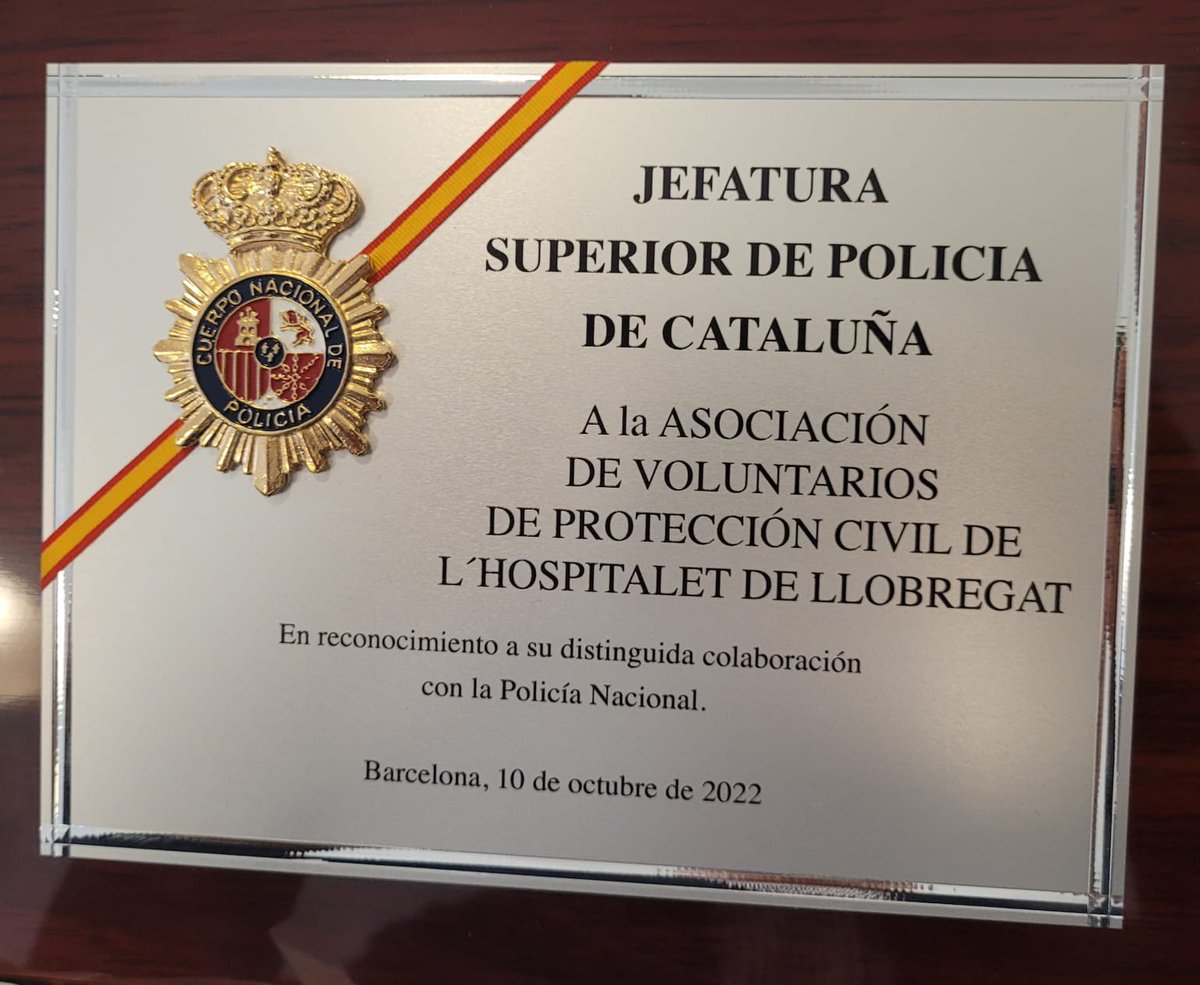 CUERPO NACIONAL DE
POLICIA
JEFATURA
SUPERIOR DE POLICIA
DE CATALUÑA
A la ASOCIACIÓN
DE VOLUNTARIOS
DE PROTECCIÓN CIVIL DE
L´HOSPITALET DE LLOBREGAT
En reconocimiento a su distinguida colaboración
con la Policía Nacional.
Barcelona, 10 de octubre de 2022